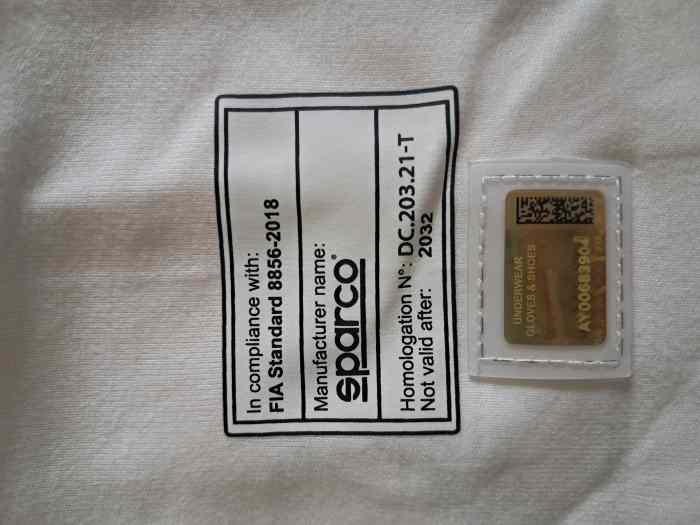 In compliance with:
FIA Standard 8856-2018
Manufacturer name:
sparco
Homologation N°: DC.203.21-T
Not valid after: 2032
UNDERWEAR
GLOVES & SHOES
AY0068390